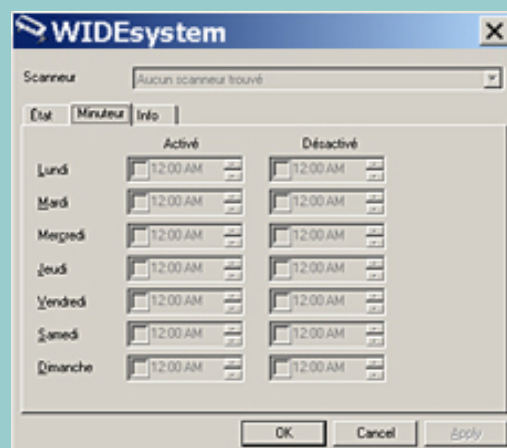 WIDEsystem
Scanneur Aucun scanneur trouvé
État Minuteur Info
Activé Désactivé
Lundi 12:00 AM 12:00 AM
Mardi 12:00 AM 12:00 AM
Mercredi 12:00 AM 12:00 AM
Jeudi 12:00 AM 12:00 AM
Vendredi 12:00 AM 12:00 AM
Samedi 12:00 AM 12:00 AM
Dimanche 12:00 AM 12:00 AM
OK Cancel Apply